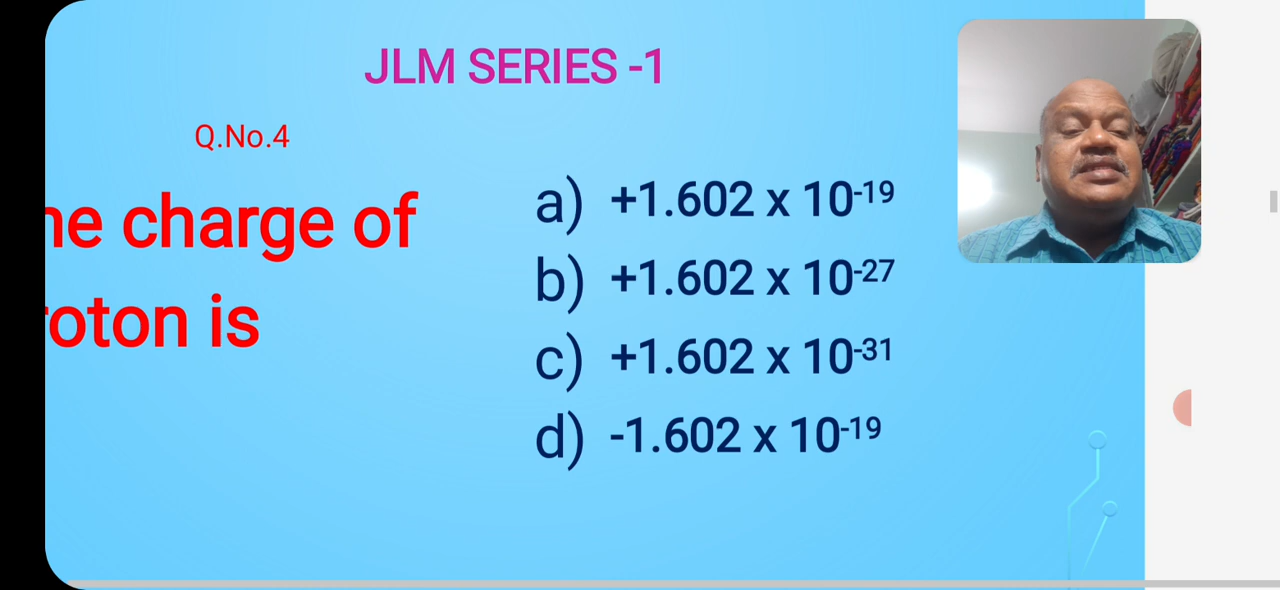 JLM SERIES -1
Q.No.4
he charge of
roton is
a) +1.602 x 10-19
b) +1.602 x 10-27
c) +1.602 x 10-31
d) -1.602 x 10-19